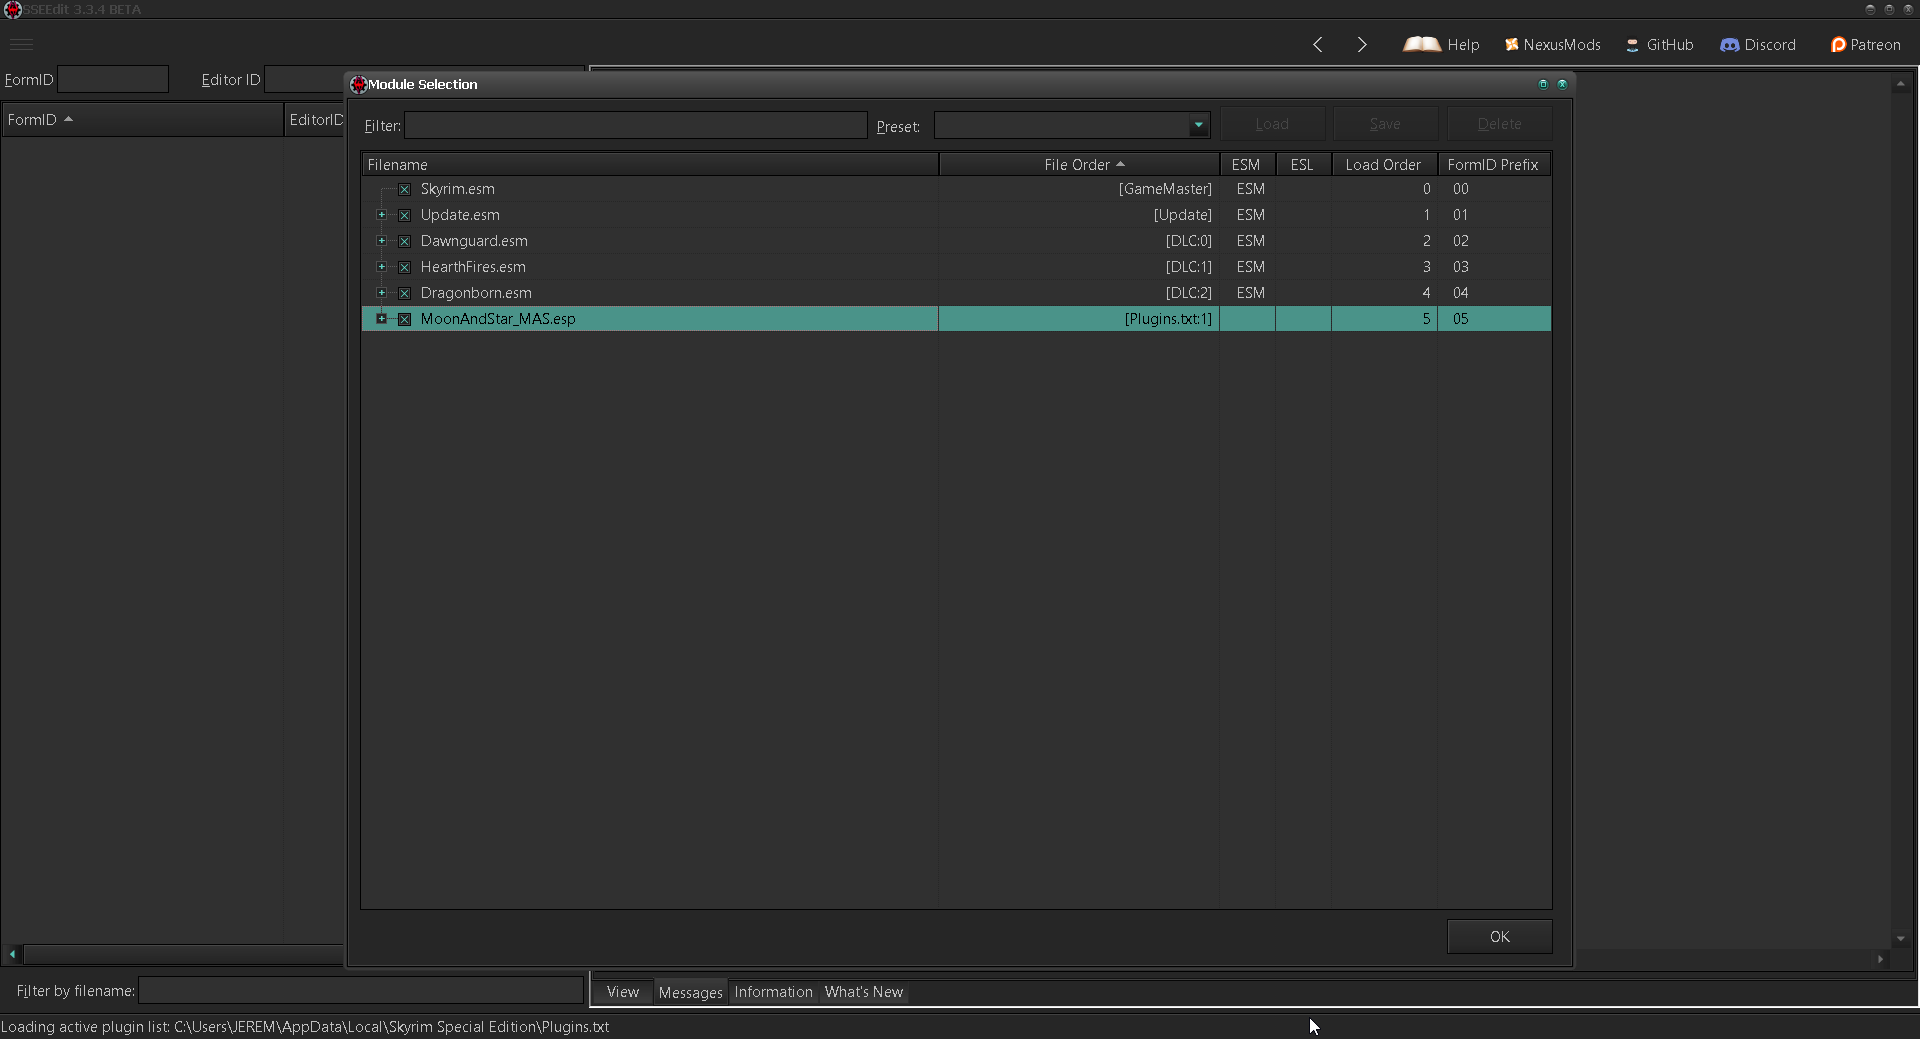 SSEEdit 3.3.4 BETA
Help NexusMods GitHub Discord Patreon
FormID Editor ID
FormID EditorID
Module Selection
Filter: Preset: Load Save Delete
Filename File Order ESM ESL Load Order FormID Prefix
Skyrim.esm [GameMaster] ESM 0 00
Update.esm [Update] ESM 1 01
Dawnguard.esm [DLC:0] ESM 2 02
HearthFires.esm [DLC:1] ESM 3 03
Dragonborn.esm [DLC:2] ESM 4 04
MoonAndStar_MAS.esp [Plugins.txt:1] 5 05
OK
Filter by filename:
View Messages Information What's New
Loading active plugin list: C:\Users\JEREM\AppData\Local\Skyrim Special Edition\Plugins.txt